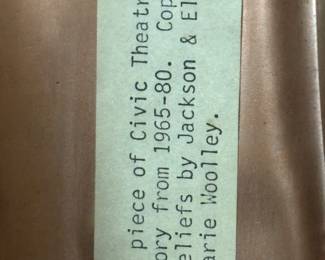 piece of Civic Theatr
ory from 1965-80. Cop
eliefs by Jackson & El
arie Woolley.